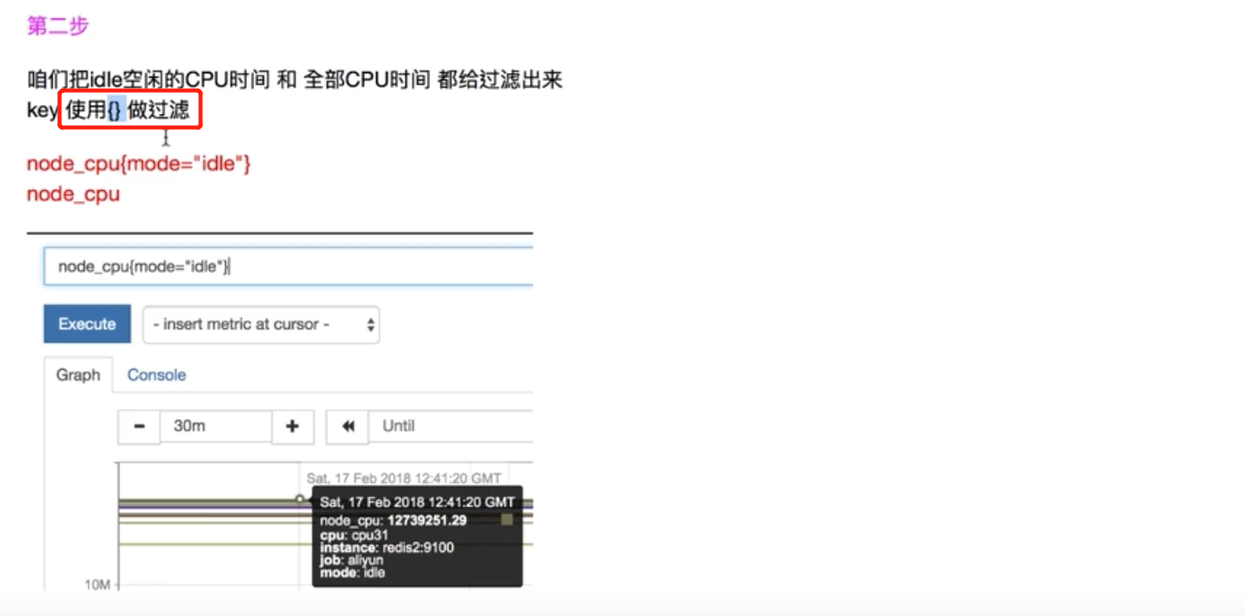 第二步
咱们把idle空闲的CPU时间 和 全部CPU时间 都给过滤出来
key 使用{} 做过滤
node_cpu{mode="idle"}
node_cpu
node_cpu{mode="idle"}
Execute
- insert metric at cursor -
Graph
Console
30m
Until
Sat, 17 Feb 2018 12:41:20 GMT
Sat, 17 Feb 2018 12:41:20 GMT
node_cpu: 12739251.29
cpu: cpu31
instance: redis2:9100
job: aliyun
mode: idle
10M